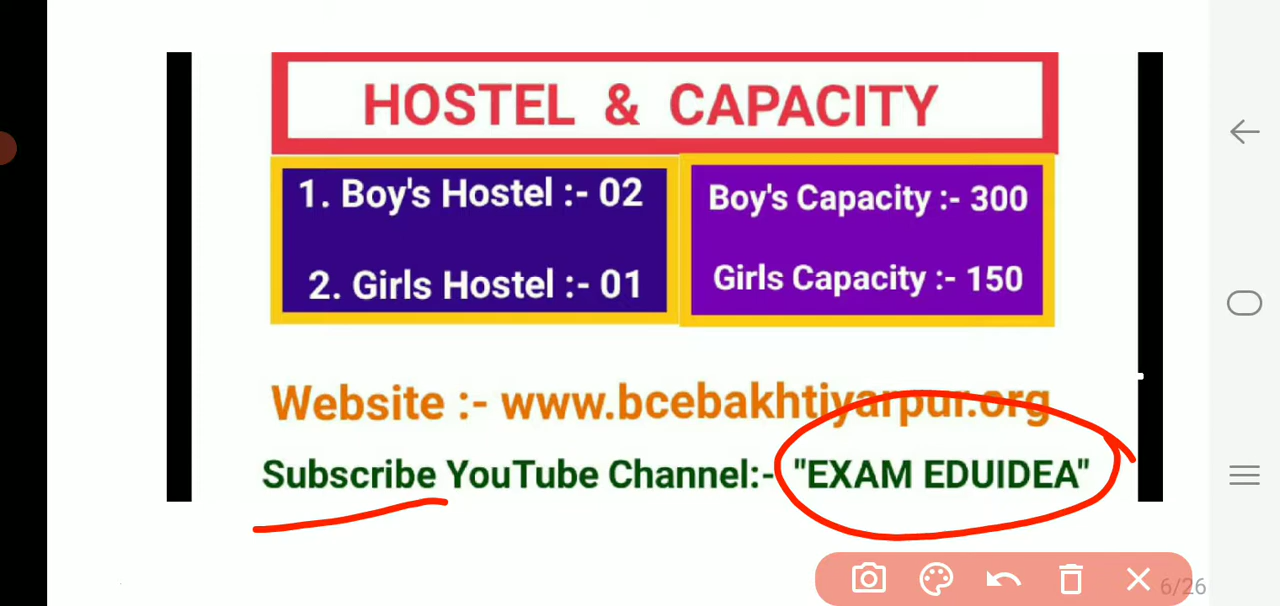 HOSTEL & CAPACITY
1. Boy's Hostel :- 02
2. Girls Hostel :- 01
Boy's Capacity :- 300
Girls Capacity :- 150
Website :- www.bcebakhtiyarpur.org
Subscribe YouTube Channel:- "EXAM EDUIDEA"
6/26